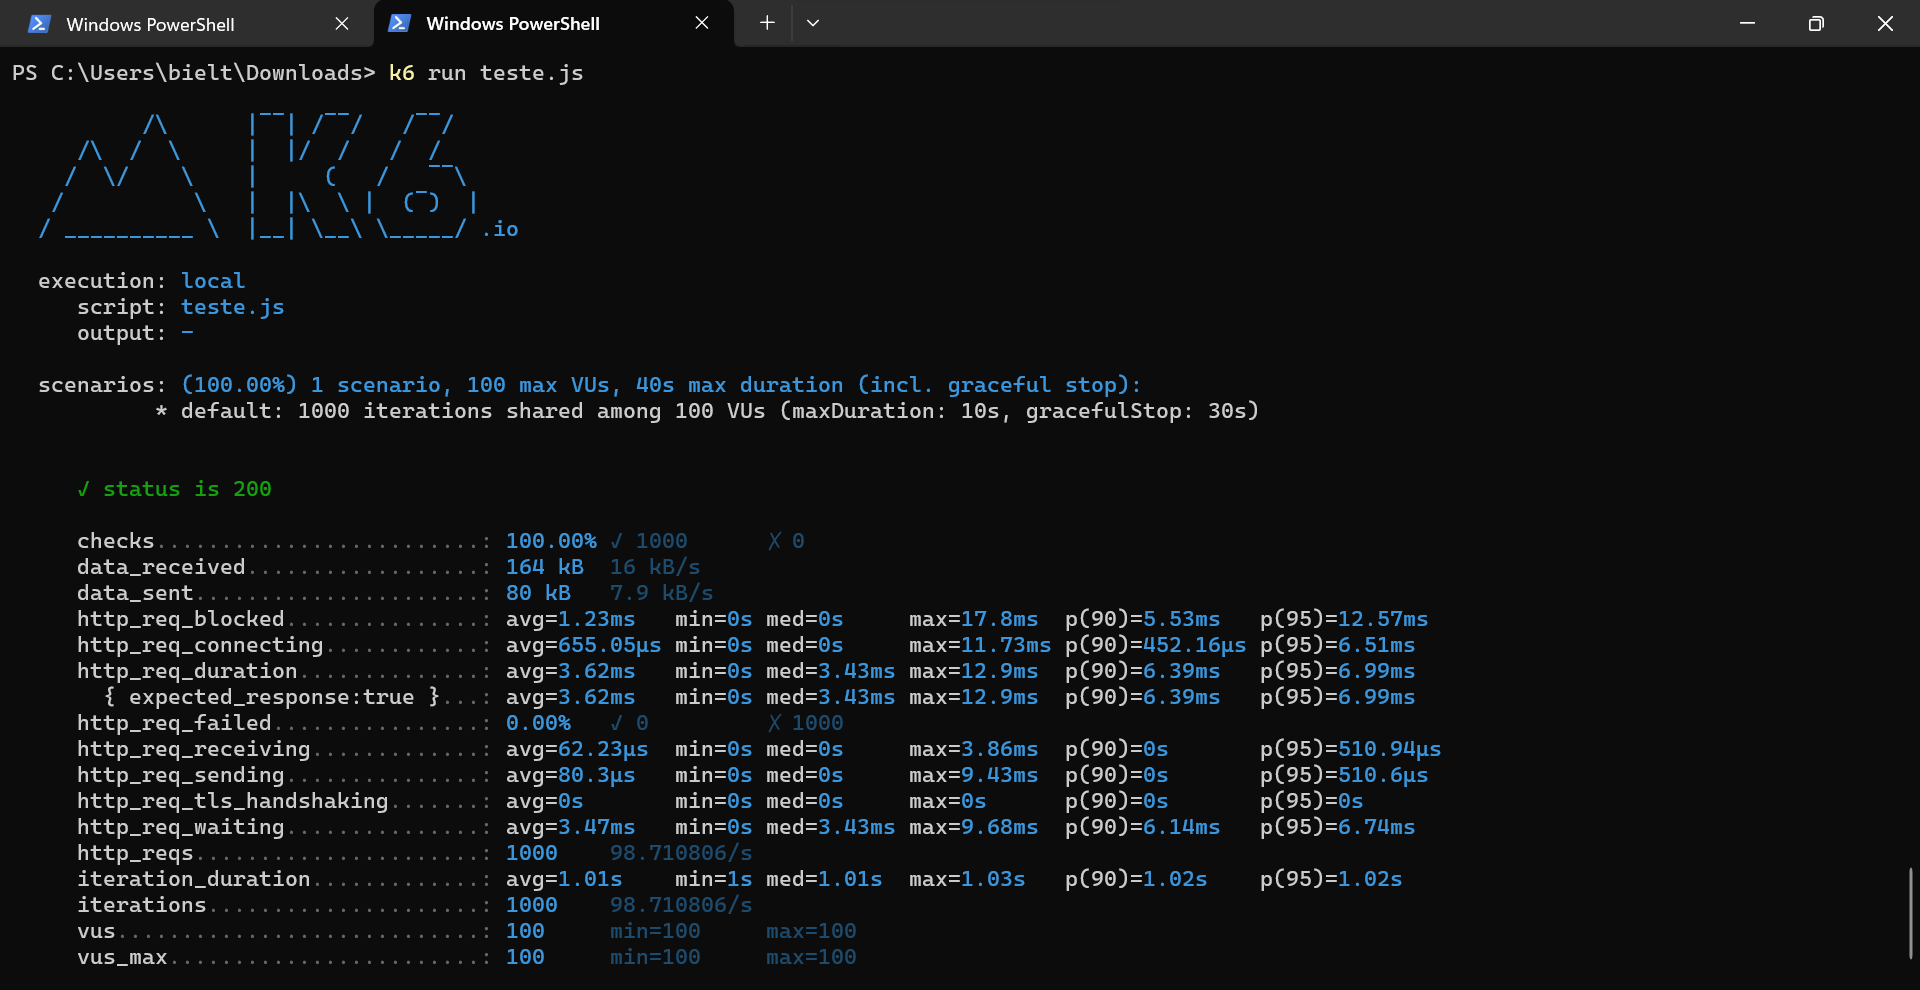 Windows PowerShell
Windows PowerShell
PS C:\Users\bielt\Downloads> k6 run teste.js
          /\      |‾‾| /‾‾/   /‾‾/
     /\  /  \     |  |/  /   /  /
    /  \/    \    |     (   /   ‾‾\
   /          \   |  |\  \ |  (‾)  |
  / __________ \  |__| \__\ \_____/ .io
execution: local
script: teste.js
output: -
scenarios: (100.00%) 1 scenario, 100 max VUs, 40s max duration (incl. graceful stop):
* default: 1000 iterations shared among 100 VUs (maxDuration: 10s, gracefulStop: 30s)
✓ status is 200
checks.........................: 100.00% ✓ 1000      ✗ 0
data_received..................: 164 kB  16 kB/s
data_sent......................: 80 kB   7.9 kB/s
http_req_blocked...............: avg=1.23ms   min=0s med=0s     max=17.8ms  p(90)=5.53ms   p(95)=12.57ms
http_req_connecting............: avg=655.05µs min=0s med=0s     max=11.73ms p(90)=452.16µs p(95)=6.51ms
http_req_duration..............: avg=3.62ms   min=0s med=3.43ms max=12.9ms  p(90)=6.39ms   p(95)=6.99ms
{ expected_response:true }...: avg=3.62ms   min=0s med=3.43ms max=12.9ms  p(90)=6.39ms   p(95)=6.99ms
http_req_failed................: 0.00%   ✓ 0         ✗ 1000
http_req_receiving.............: avg=62.23µs  min=0s med=0s     max=3.86ms  p(90)=0s       p(95)=510.94µs
http_req_sending...............: avg=80.3µs   min=0s med=0s     max=9.43ms  p(90)=0s       p(95)=510.6µs
http_req_tls_handshaking.......: avg=0s       min=0s med=0s     max=0s      p(90)=0s       p(95)=0s
http_req_waiting...............: avg=3.47ms   min=0s med=3.43ms max=9.68ms  p(90)=6.14ms   p(95)=6.74ms
http_reqs......................: 1000    98.710806/s
iteration_duration.............: avg=1.01s    min=1s med=1.01s  max=1.03s   p(90)=1.02s    p(95)=1.02s
iterations.....................: 1000    98.710806/s
vus............................: 100     min=100     max=100
vus_max........................: 100     min=100     max=100